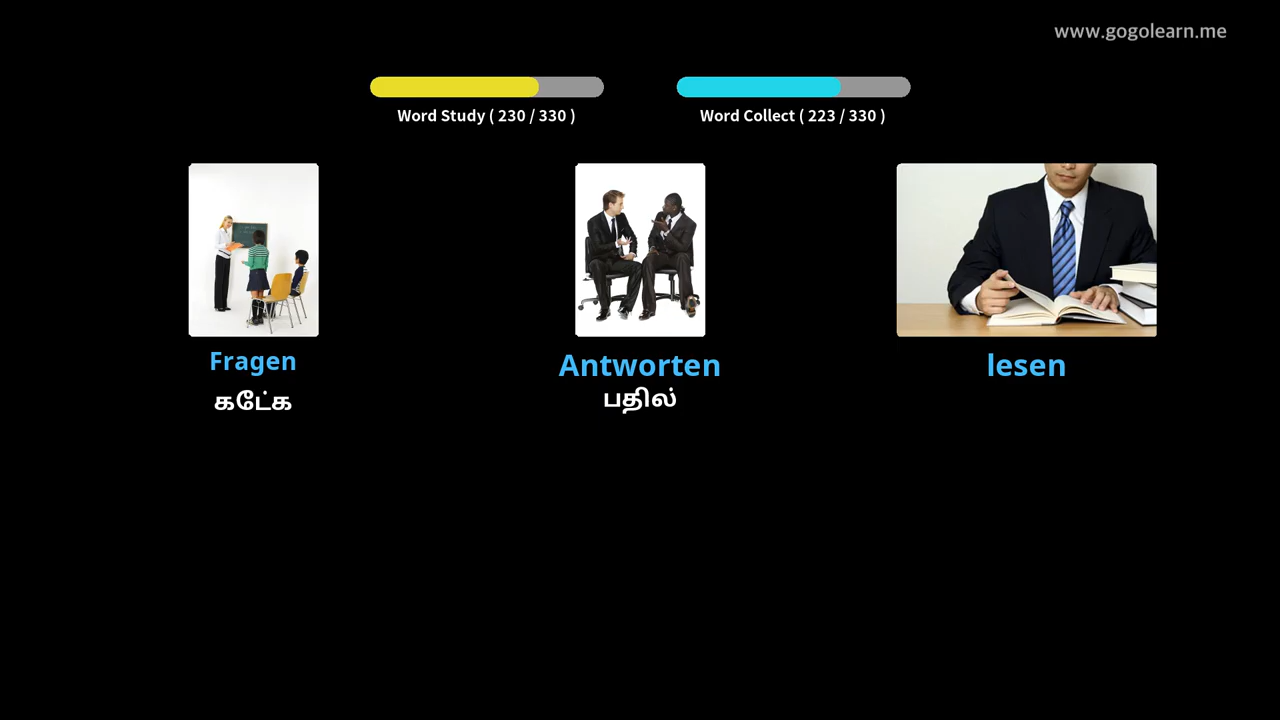 www.gogolearn.me
Word Study ( 230 / 330 )
Word Collect ( 223 / 330 )
Fragen
Antworten
lesen
கேட்க
பதில்